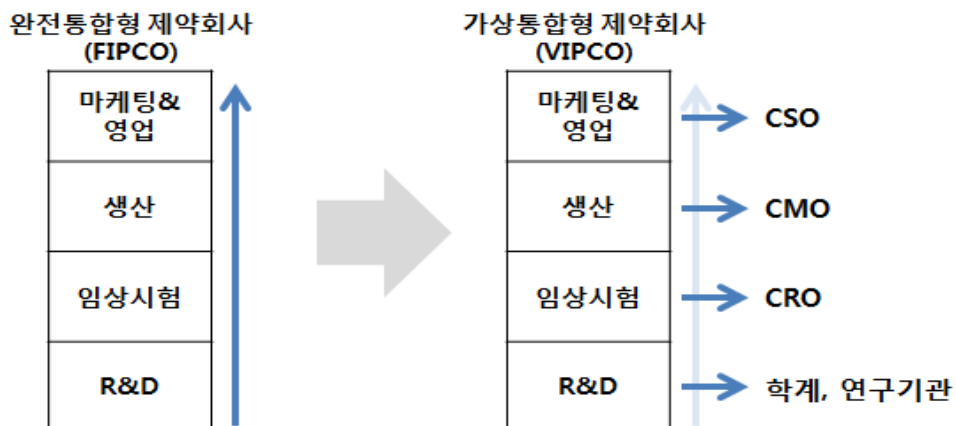 완전통합형 제약회사
(FIPCO)
마케팅&
영업
생산
임상시험
R&D
가상통합형 제약회사
(VIPCO)
마케팅&
영업
생산
임상시험
R&D
CSO
CMO
CRO
학계, 연구기관